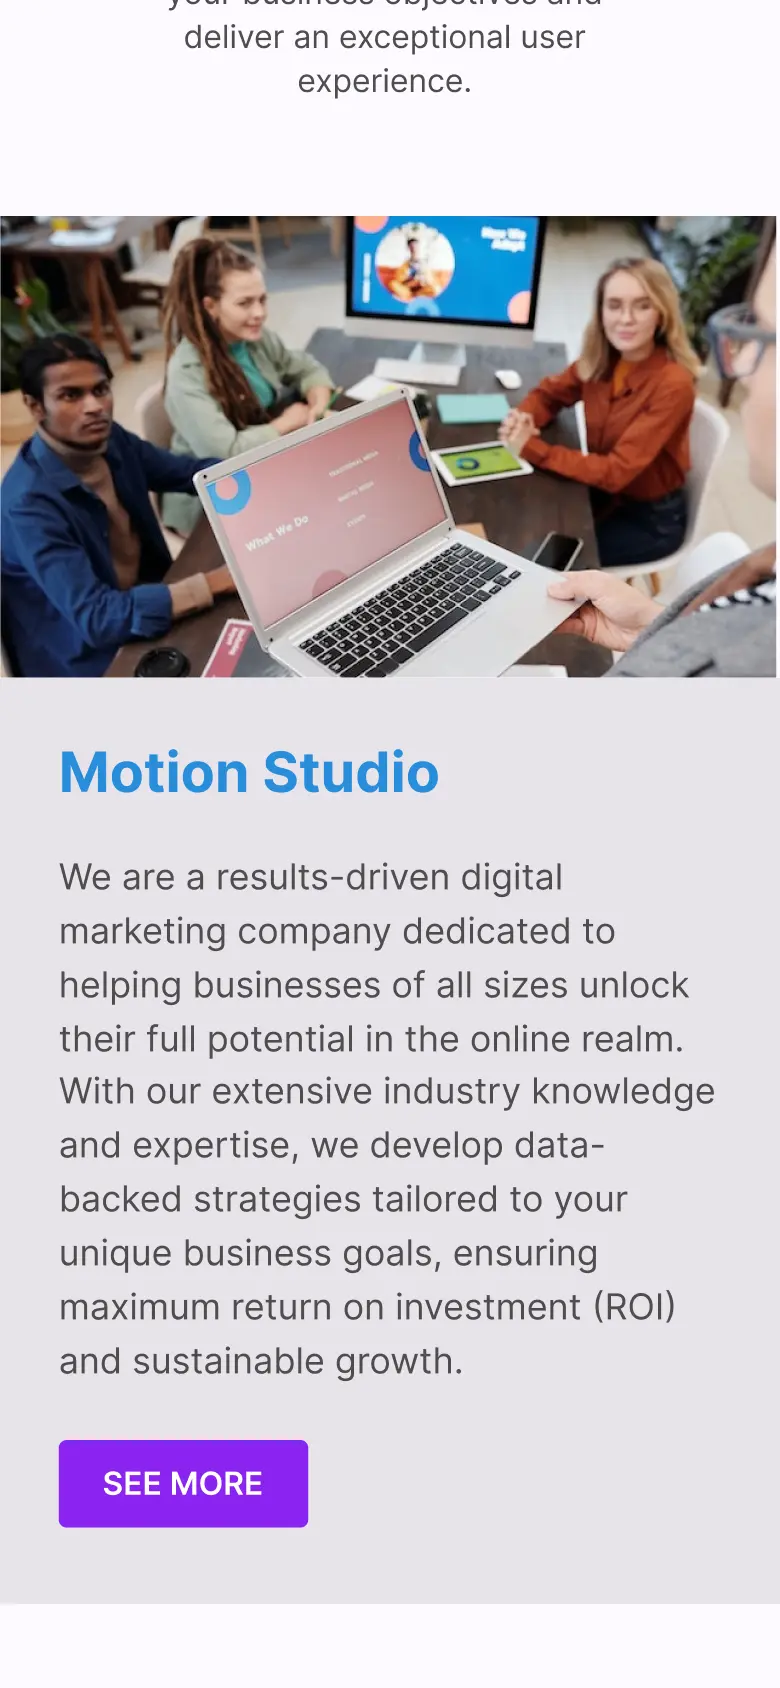 deliver an exceptional user
experience.
How We
Adapt
What We Do
Motion Studio
We are a results-driven digital
marketing company dedicated to
helping businesses of all sizes unlock
their full potential in the online realm.
With our extensive industry knowledge
and expertise, we develop data-
backed strategies tailored to your
unique business goals, ensuring
maximum return on investment (ROI)
and sustainable growth.
SEE MORE